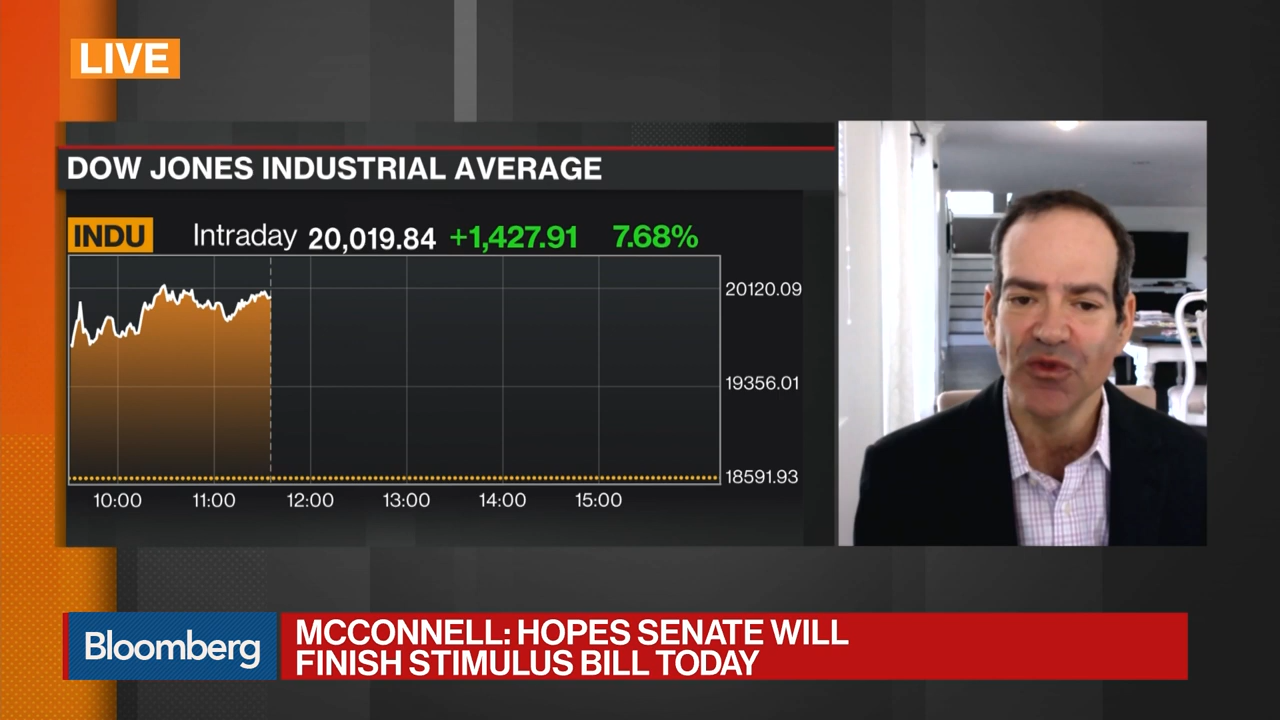 LIVE
DOW JONES INDUSTRIAL AVERAGE
INDU Intraday 20,019.84 +1,427.91 7.68%
20120.09
19356.01
18591.93
10:00 11:00 12:00 13:00 14:00 15:00
Bloomberg
MCCONNELL: HOPES SENATE WILL
FINISH STIMULUS BILL TODAY